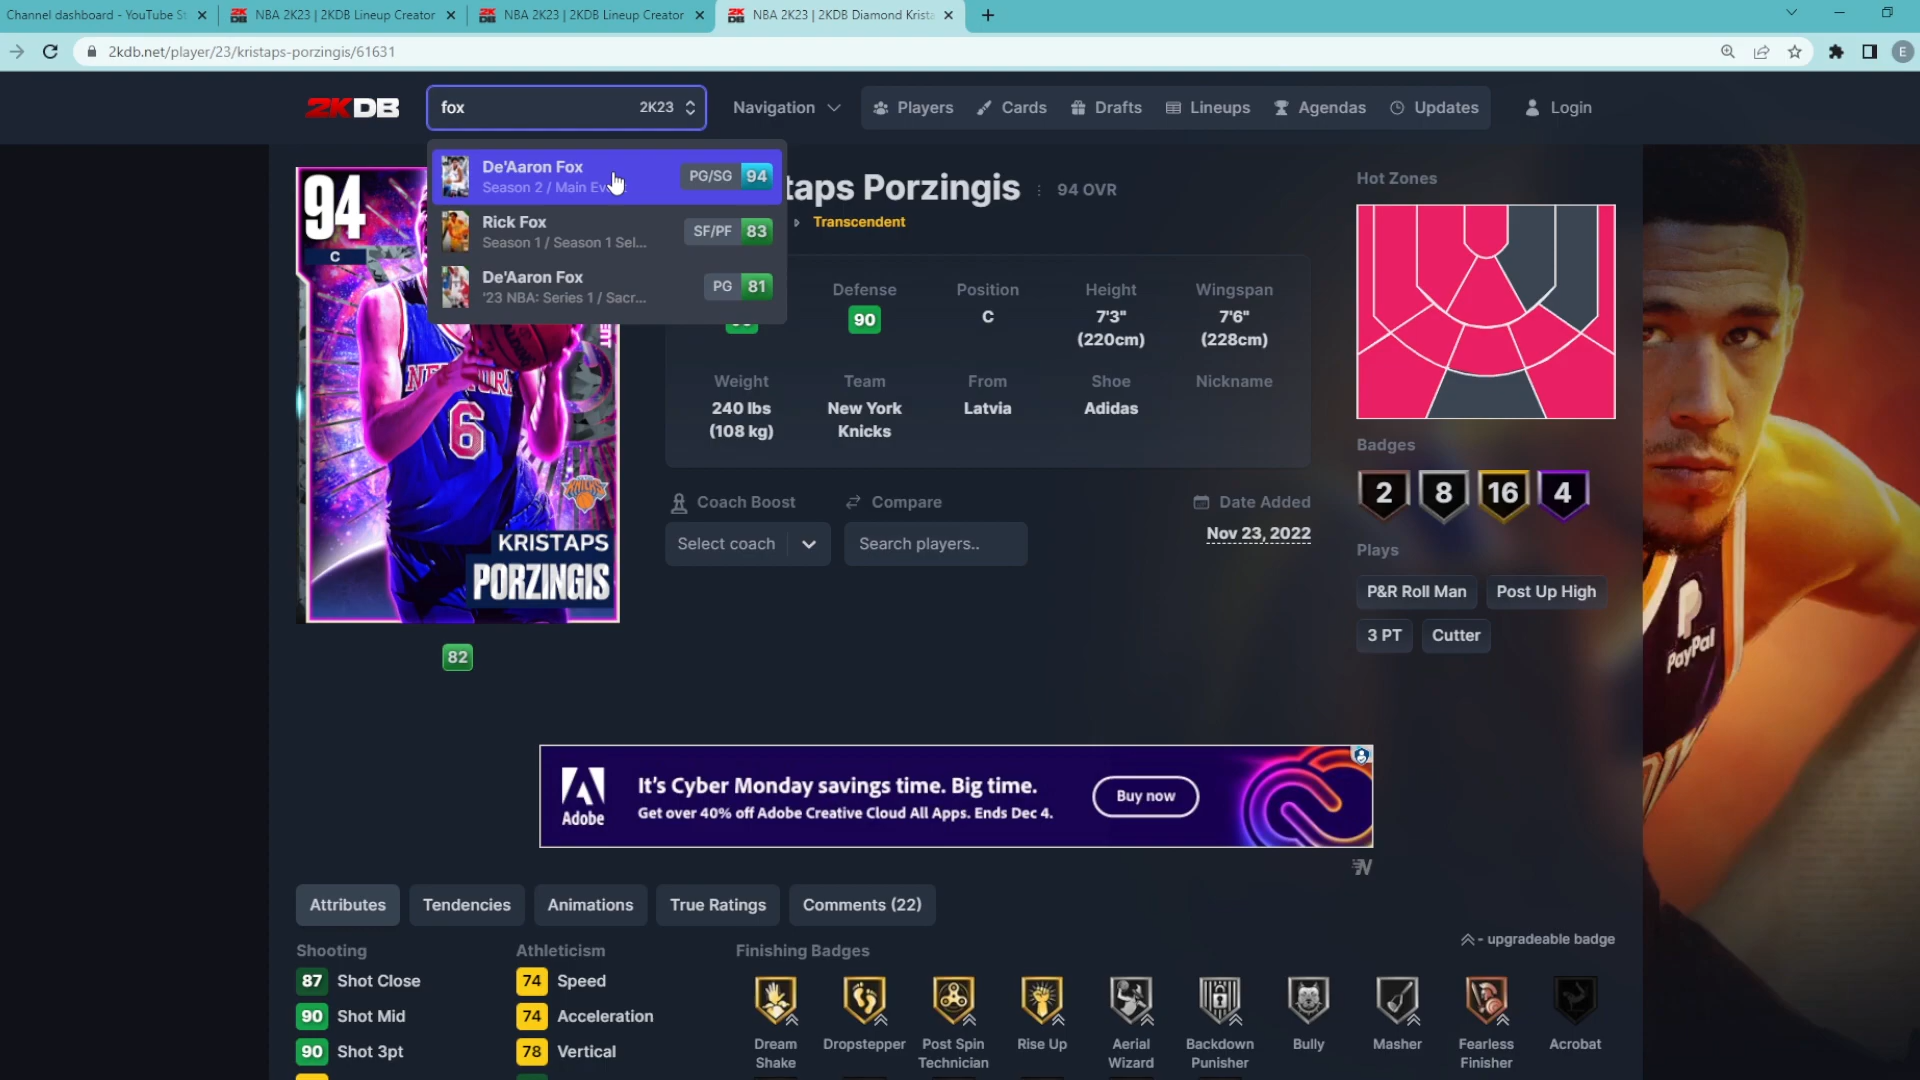 Channel dashboard - YouTube St
NBA 2K23 | 2KDB Lineup Creator
NBA 2K23 | 2KDB Lineup Creator
NBA 2K23 | 2KDB Diamond Krista
2kdb.net/player/23/kristaps-porzingis/61631
E
2KDB
fox
2K23
Navigation
Players
Cards
Drafts
Lineups
Agendas
Updates
Login
De'Aaron Fox
Season 2 / Main Ev
PG/SG 94
Rick Fox
Season 1 / Season 1 Sel...
SF/PF 83
De'Aaron Fox
'23 NBA: Series 1 / Sacr...
PG 81
94
C
6
KNICKS
KRISTAPS
PORZINGIS
82
taps Porzingis : 94 OVR
Transcendent
Defense
90
Position
C
Height
7'3"
(220cm)
Wingspan
7'6"
(228cm)
Weight
240 lbs
(108 kg)
Team
New York
Knicks
From
Latvia
Shoe
Adidas
Nickname
Coach Boost
Select coach
Compare
Search players..
Date Added
Nov 23, 2022
Hot Zones
Badges
2 8 16 4
Plays
P&R Roll Man
Post Up High
3 PT
Cutter
PayPal
Adobe
It's Cyber Monday savings time. Big time.
Get over 40% off Adobe Creative Cloud All Apps. Ends Dec 4.
Buy now
Attributes
Tendencies
Animations
True Ratings
Comments (22)
- upgradeable badge
Shooting
87 Shot Close
90 Shot Mid
90 Shot 3pt
Athleticism
74 Speed
74 Acceleration
78 Vertical
Finishing Badges
Dream
Shake
Dropstepper
Post Spin
Technician
Rise Up
Aerial
Wizard
Backdown
Punisher
Bully
Masher
Fearless
Finisher
Acrobat